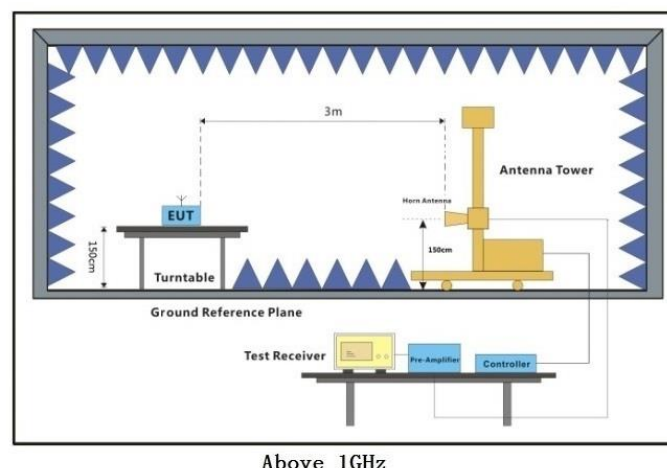 3m
Antenna Tower
Horn Antenna
EUT
150cm
150cm
Turntable
Ground Reference Plane
Test Receiver
Pre-Amplifier
Controller
Above 1GHz